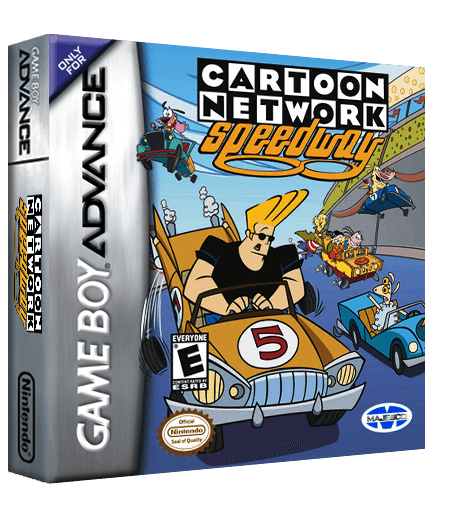 GAME BOY ADVANCE
CARTOON
NETWORK
speedway
Nintendo
ONLY
FOR
GAME BOY ADVANCE
CARTOON
NETWORK
speedway
5
EVERYONE
E
CONTENT RATED BY
ESRB
Official
Nintendo
Seal of Quality
MAJESCO